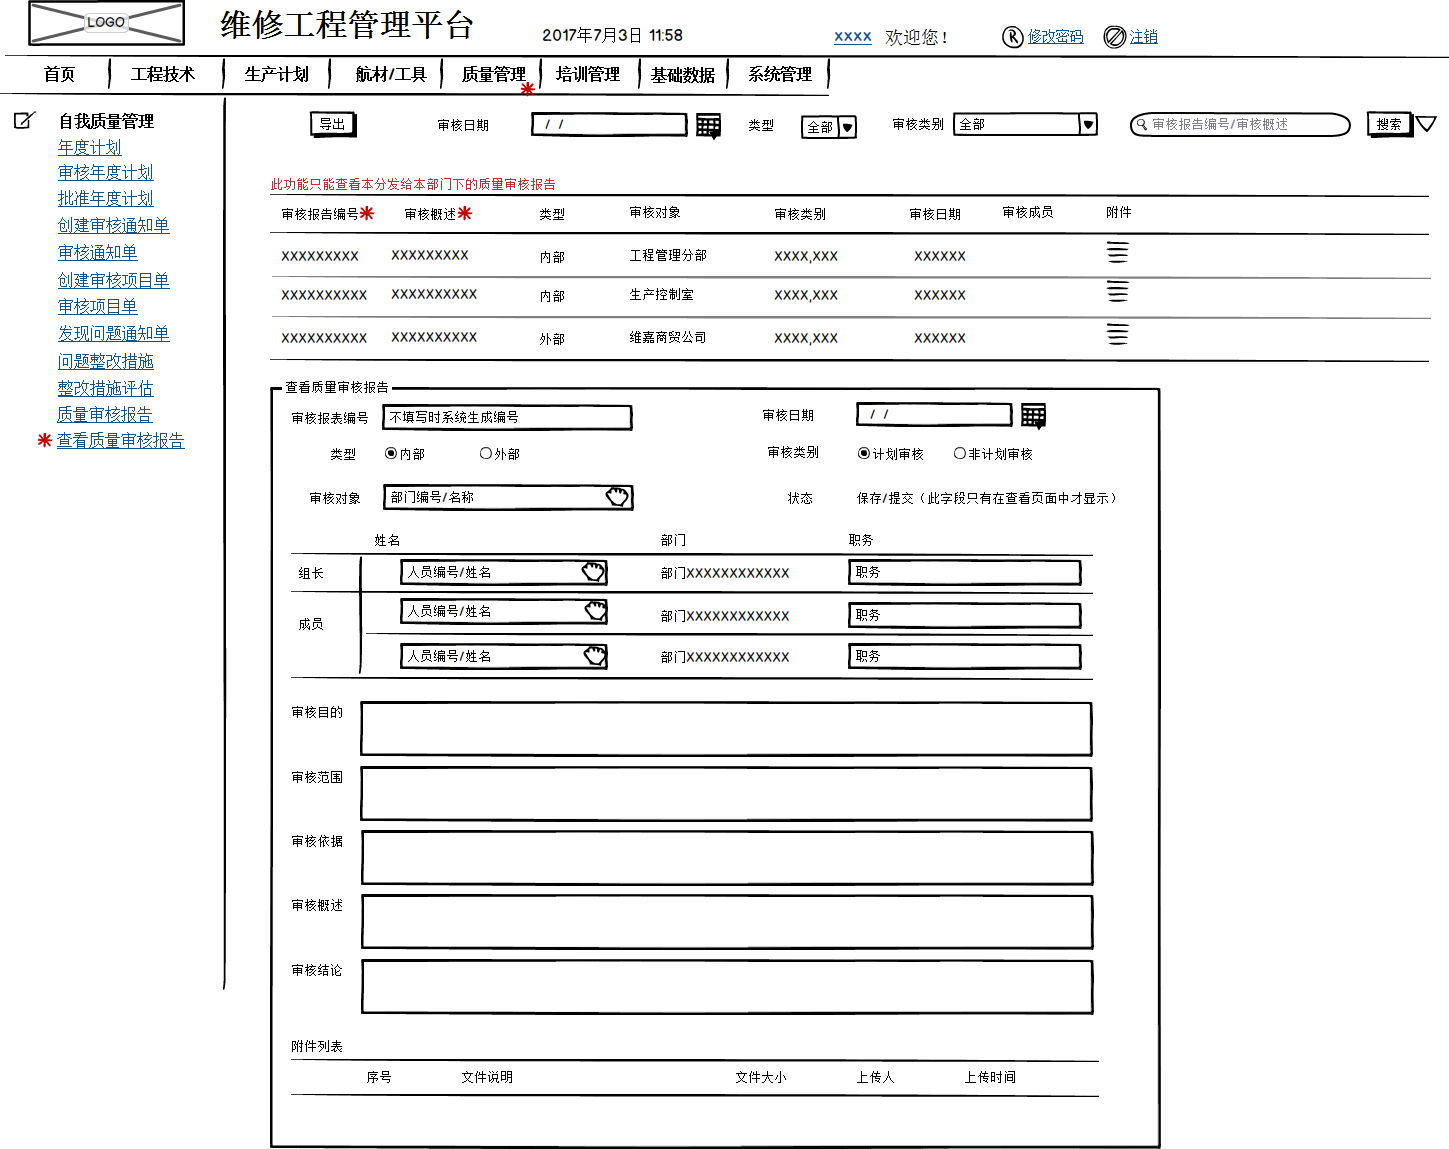 LOGO
维修工程管理平台
2017年7月3日 11:58
xxxx 欢迎您！
修改密码 注销
首页 工程技术 生产计划 航材/工具 质量管理 培训管理 基础数据 系统管理
自我质量管理
年度计划
审核年度计划
批准年度计划
创建审核通知单
审核通知单
创建审核项目单
审核项目单
发现问题通知单
问题整改措施
整改措施评估
质量审核报告
查看质量审核报告
导出 审核日期 / / 类型 全部 审核类别 全部 审核报告编号/审核概述 搜索
此功能只能查看本分发给本部门下的质量审核报告
审核报告编号 审核概述 类型 审核对象 审核类别 审核日期 审核成员 附件
XXXXXXXXX XXXXXXXXX 内部 工程管理分部 XXXX,XXX XXXXXX
XXXXXXXXXX XXXXXXXXXX 内部 生产控制室 XXXX,XXX XXXXXX
XXXXXXXXXX XXXXXXXXXX 外部 维嘉商贸公司 XXXX,XXX XXXXXX
查看质量审核报告
审核报表编号 不填写时系统生成编号 审核日期 / /
类型 内部 外部 审核类别 计划审核 非计划审核
审核对象 部门编号/名称 状态 保存/提交（此字段只有在查看页面中才显示）
姓名 部门 职务
组长 人员编号/姓名 部门XXXXXXXXXXXX 职务
成员 人员编号/姓名 部门XXXXXXXXXXXX 职务
人员编号/姓名 部门XXXXXXXXXXXX 职务
审核目的
审核范围
审核依据
审核概述
审核结论
附件列表
序号 文件说明 文件大小 上传人 上传时间